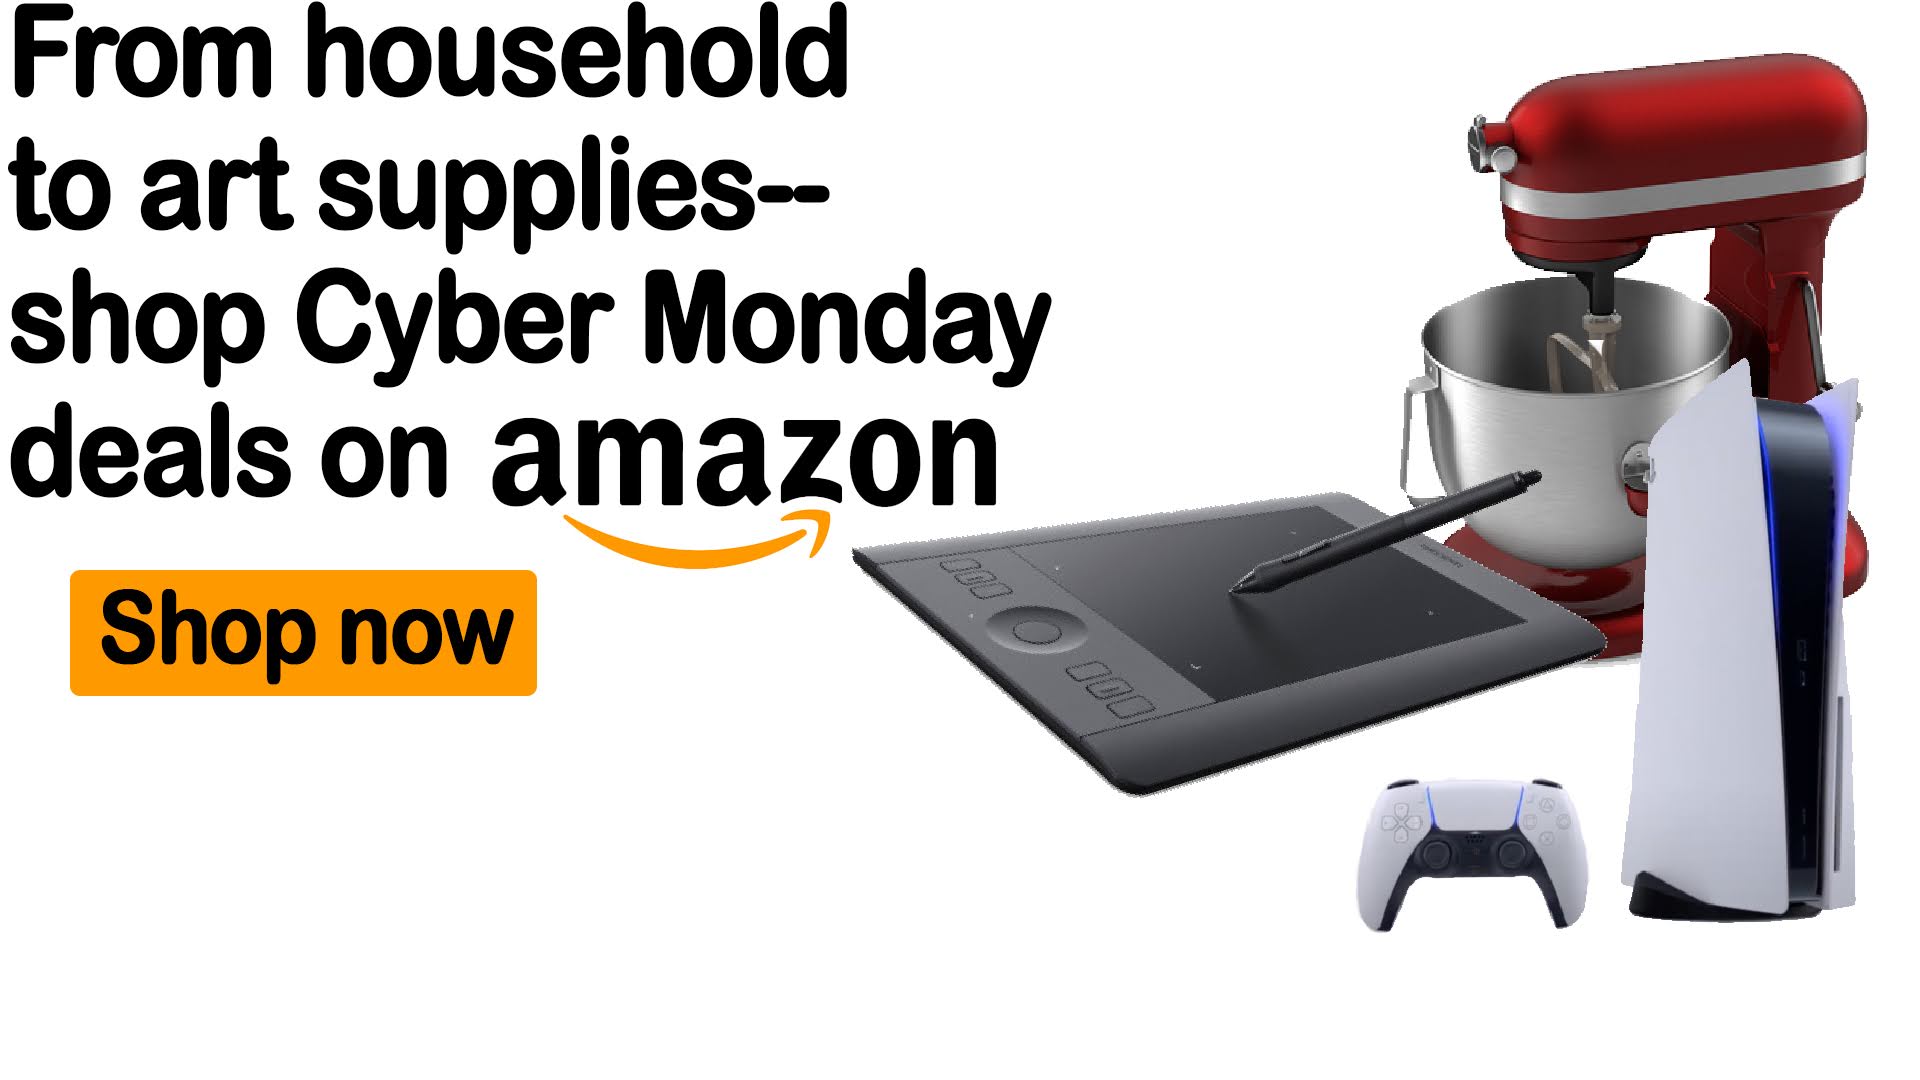 From household
to art supplies--
shop Cyber Monday
deals on amazon
Shop now